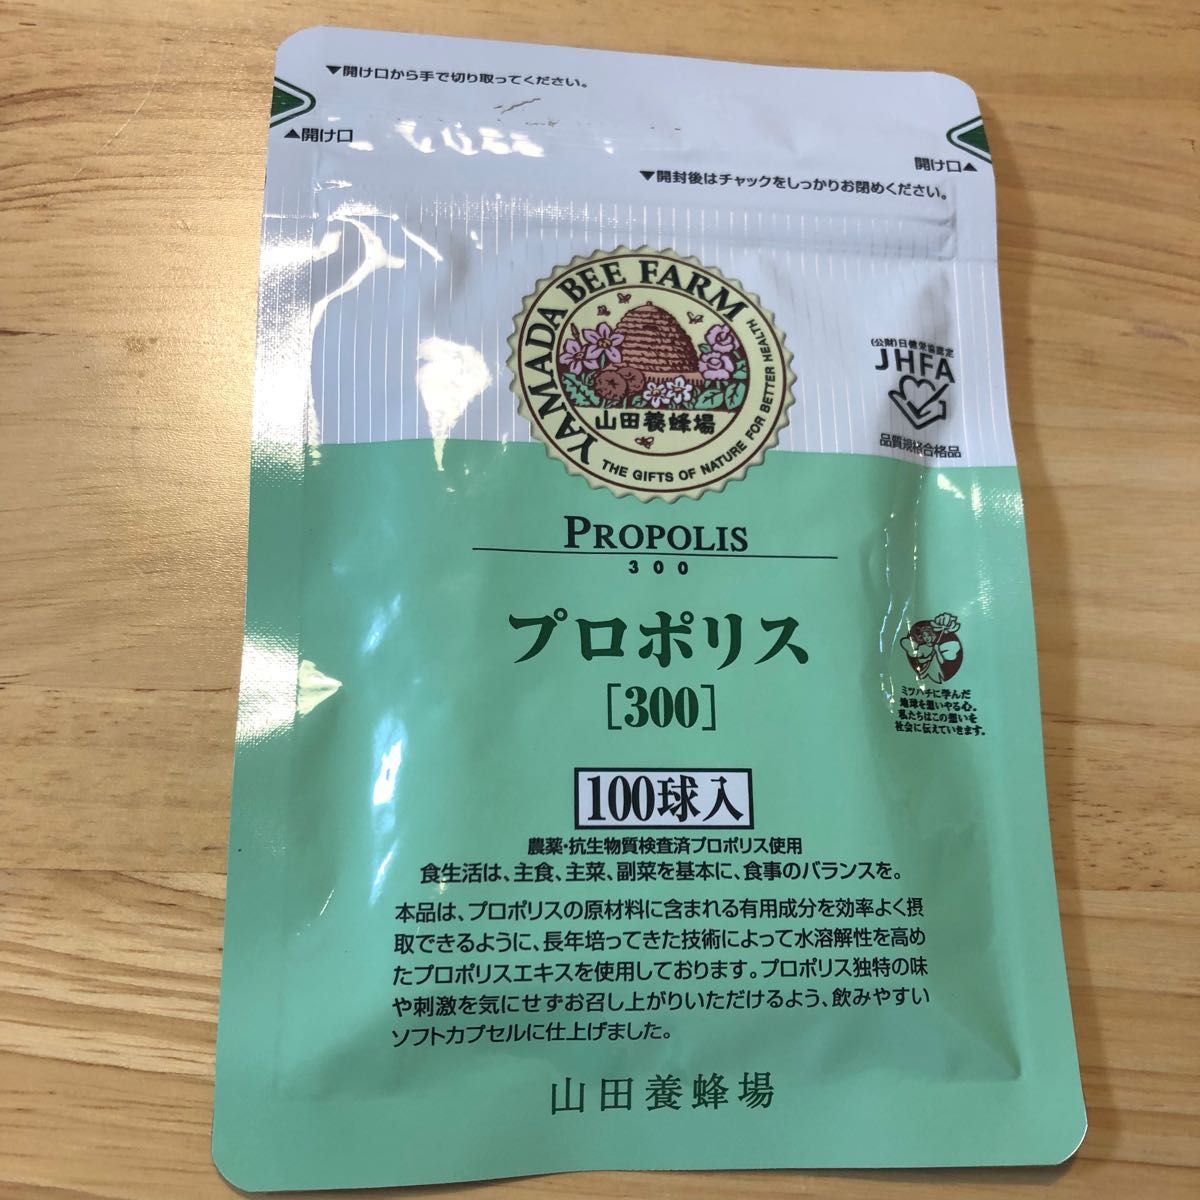 ▼開け口から手で切り取ってください。
▲開け口
開け口▲
▼開封後はチャックをしっかりお閉めください。
YAMADA BEE FARM
山田養蜂場
THE GIFTS OF NATURE FOR BETTER HEALTH
(公財)日健栄協認定
JHFA
品質規格合格品
PROPOLIS
300
プロポリス
[300]
ミツバチに学んだ
地球を想いやる心。
私たちはこの想いを
社会に伝えていきます。
100球入
農薬・抗生物質検査済プロポリス使用
食生活は、主食、主菜、副菜を基本に、食事のバランスを。
本品は、プロポリスの原材料に含まれる有用成分を効率よく摂
取できるように、長年培ってきた技術によって水溶解性を高め
たプロポリスエキスを使用しております。プロポリス独特の味
や刺激を気にせずお召し上がりいただけるよう、飲みやすい
ソフトカプセルに仕上げました。
山田養蜂場